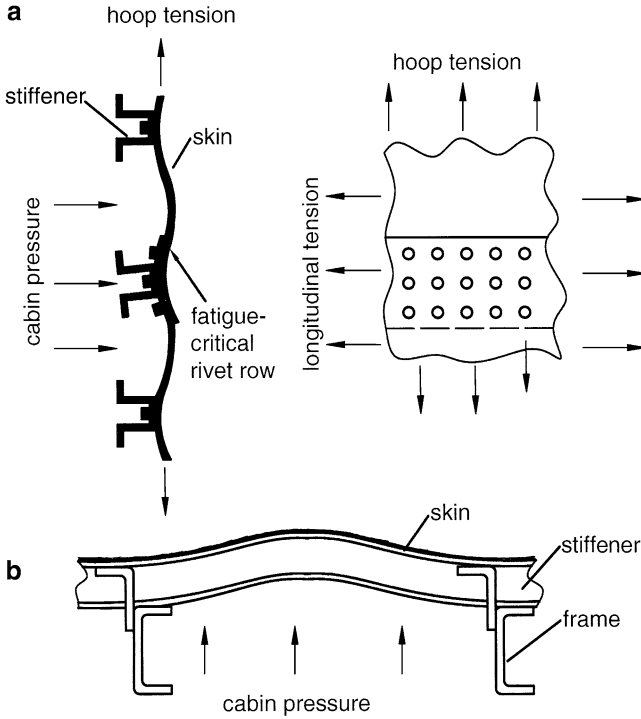 a
hoop tension
stiffener
skin
cabin pressure
fatigue-
critical
rivet row
hoop tension
longitudinal tension
b
skin
stiffener
frame
cabin pressure